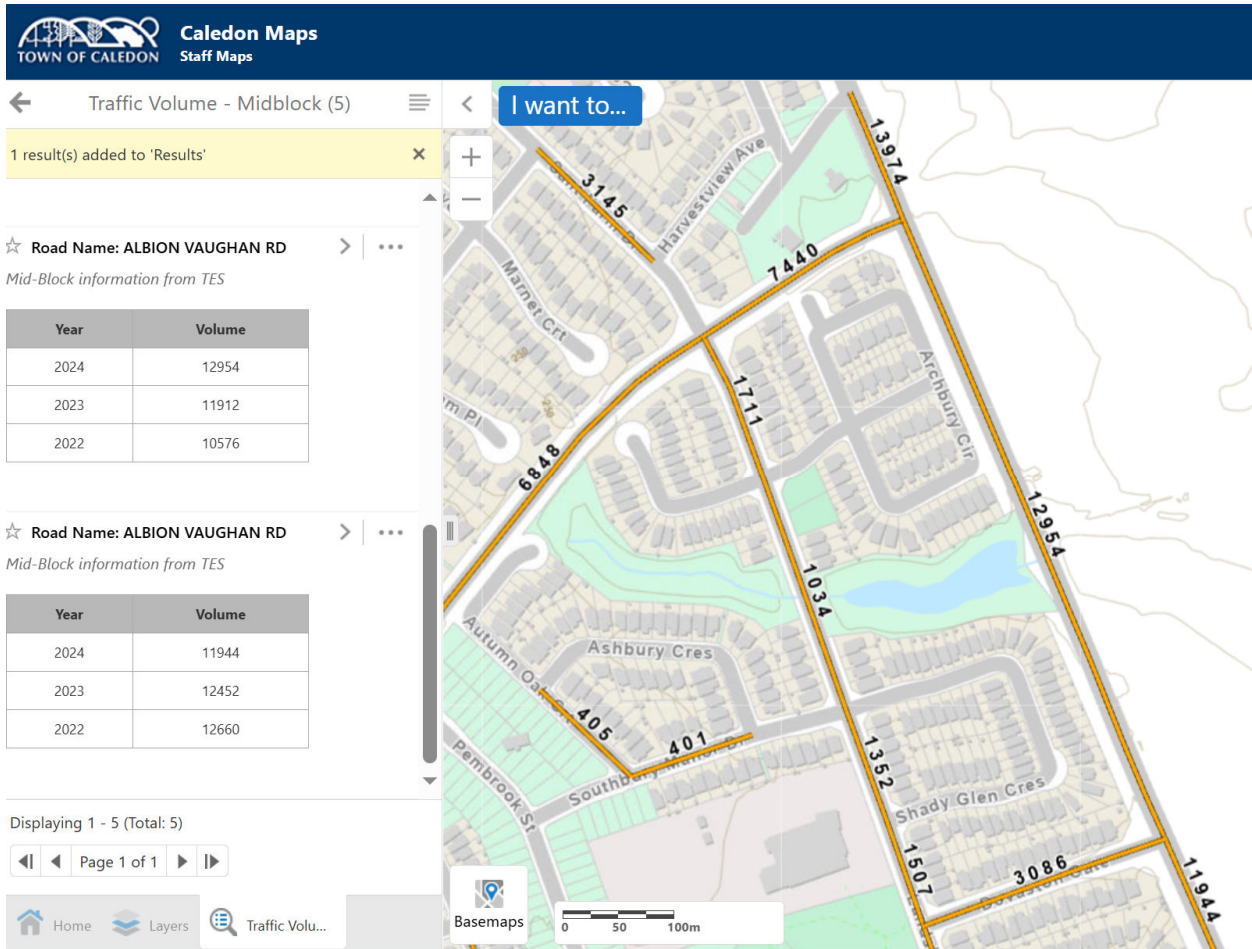 TOWN OF CALEDON
Caledon Maps
Staff Maps
Traffic Volume - Midblock (5)
1 result(s) added to 'Results'
Road Name: ALBION VAUGHAN RD
Mid-Block information from TES
Year Volume
2024 12954
2023 11912
2022 10576
Road Name: ALBION VAUGHAN RD
Mid-Block information from TES
Year Volume
2024 11944
2023 12452
2022 12660
Displaying 1 - 5 (Total: 5)
Page 1 of 1
Home
Layers
Traffic Volu...
I want to...
13974
3145
Harvestview Ave
7440
Marnet Crt
250
250
Archbury Cir
1711
m Pl
6848
12954
1034
Autumn Oak
Ashbury Cres
405
401
Southbury Manor Dr
1352
Pembrook St
Shady Glen Cres
1507
3086
11944
Basemaps
0 50 100m